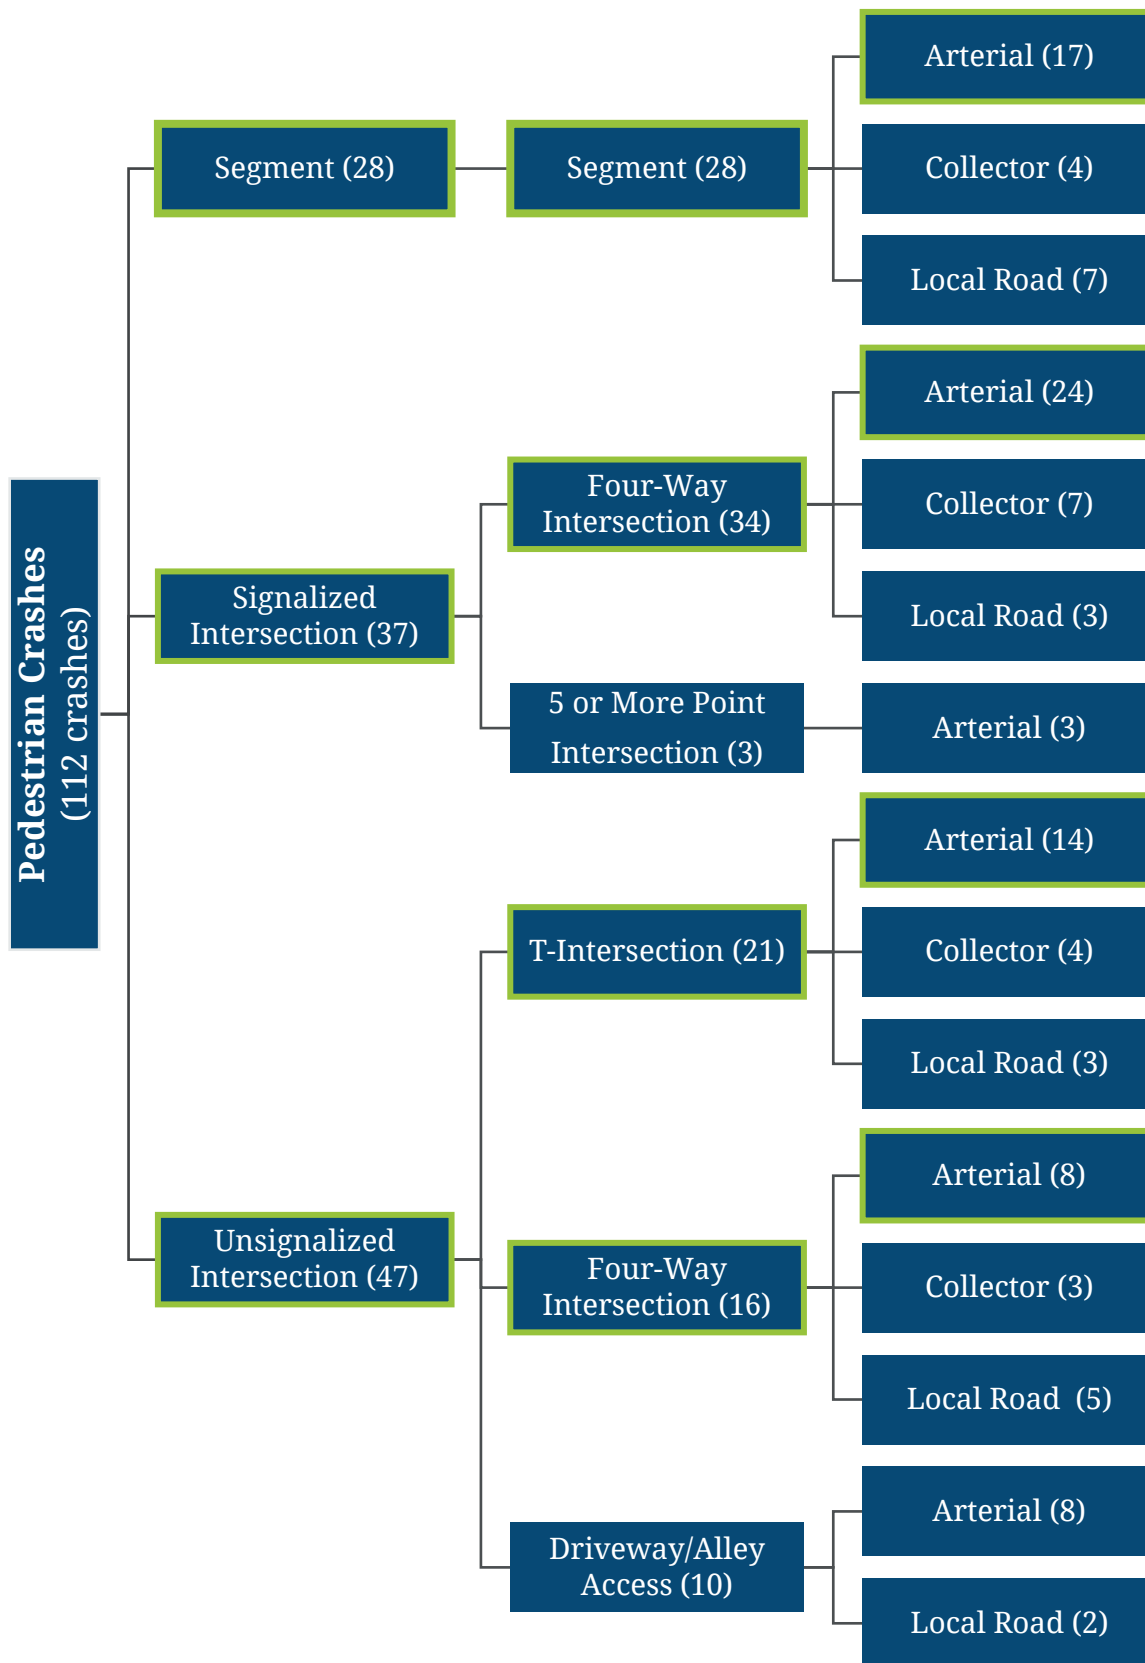 Pedestrian Crashes
(112 crashes)
Segment (28)
Segment (28)
Arterial (17)
Collector (4)
Local Road (7)
Signalized
Intersection (37)
Four-Way
Intersection (34)
Arterial (24)
Collector (7)
Local Road (3)
5 or More Point
Intersection (3)
Arterial (3)
Unsignalized
Intersection (47)
T-Intersection (21)
Arterial (14)
Collector (4)
Local Road (3)
Four-Way
Intersection (16)
Arterial (8)
Collector (3)
Local Road  (5)
Driveway/Alley
Access (10)
Arterial (8)
Local Road (2)